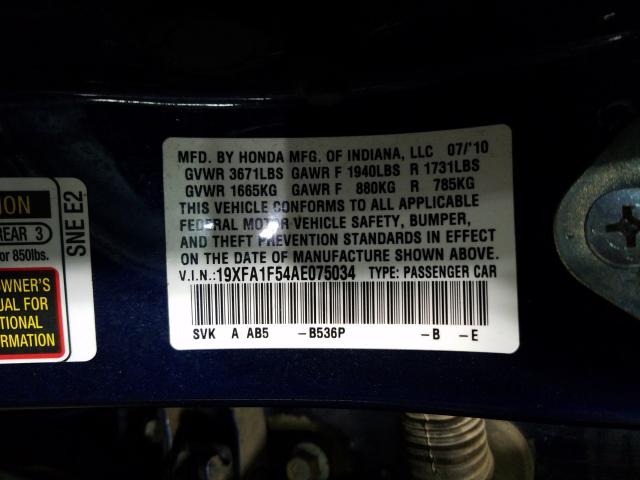 MFD. BY HONDA MFG. OF INDIANA, LLC 07/'10
GVWR 3671LBS GAWR F 1940LBS R 1731LBS
GVWR 1665KG GAWR F 880KG R 785KG
THIS VEHICLE CONFORMS TO ALL APPLICABLE
FEDERAL MOTOR VEHICLE SAFETY, BUMPER,
AND THEFT PREVENTION STANDARDS IN EFFECT
ON THE DATE OF MANUFACTURE SHOWN ABOVE.
V.I.N.: 19XFA1F54AE075034 TYPE: PASSENGER CAR
SVK A AB5 -B536P -B -E
ION
REAR 3
or 850lbs.
SNE E2
WNER'S
UAL FOR
TIONAL
RMATION